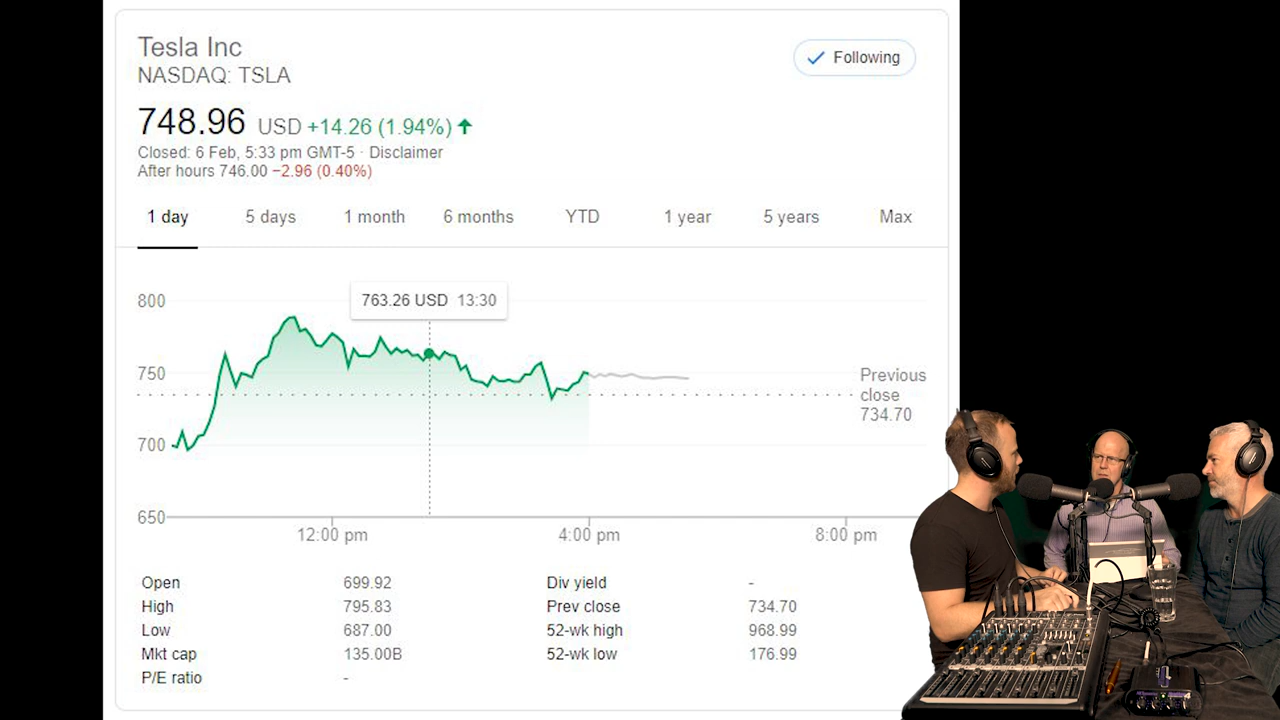 Tesla Inc
NASDAQ: TSLA
Following
748.96 USD +14.26 (1.94%)
Closed: 6 Feb, 5:33 pm GMT-5 · Disclaimer
After hours 746.00 −2.96 (0.40%)
1 day 5 days 1 month 6 months YTD 1 year 5 years Max
763.26 USD 13:30
800
750
700
650
Previous
close
734.70
12:00 pm 4:00 pm 8:00 pm
Open 699.92 Div yield -
High 795.83 Prev close 734.70
Low 687.00 52-wk high 968.99
Mkt cap 135.00B 52-wk low 176.99
P/E ratio -